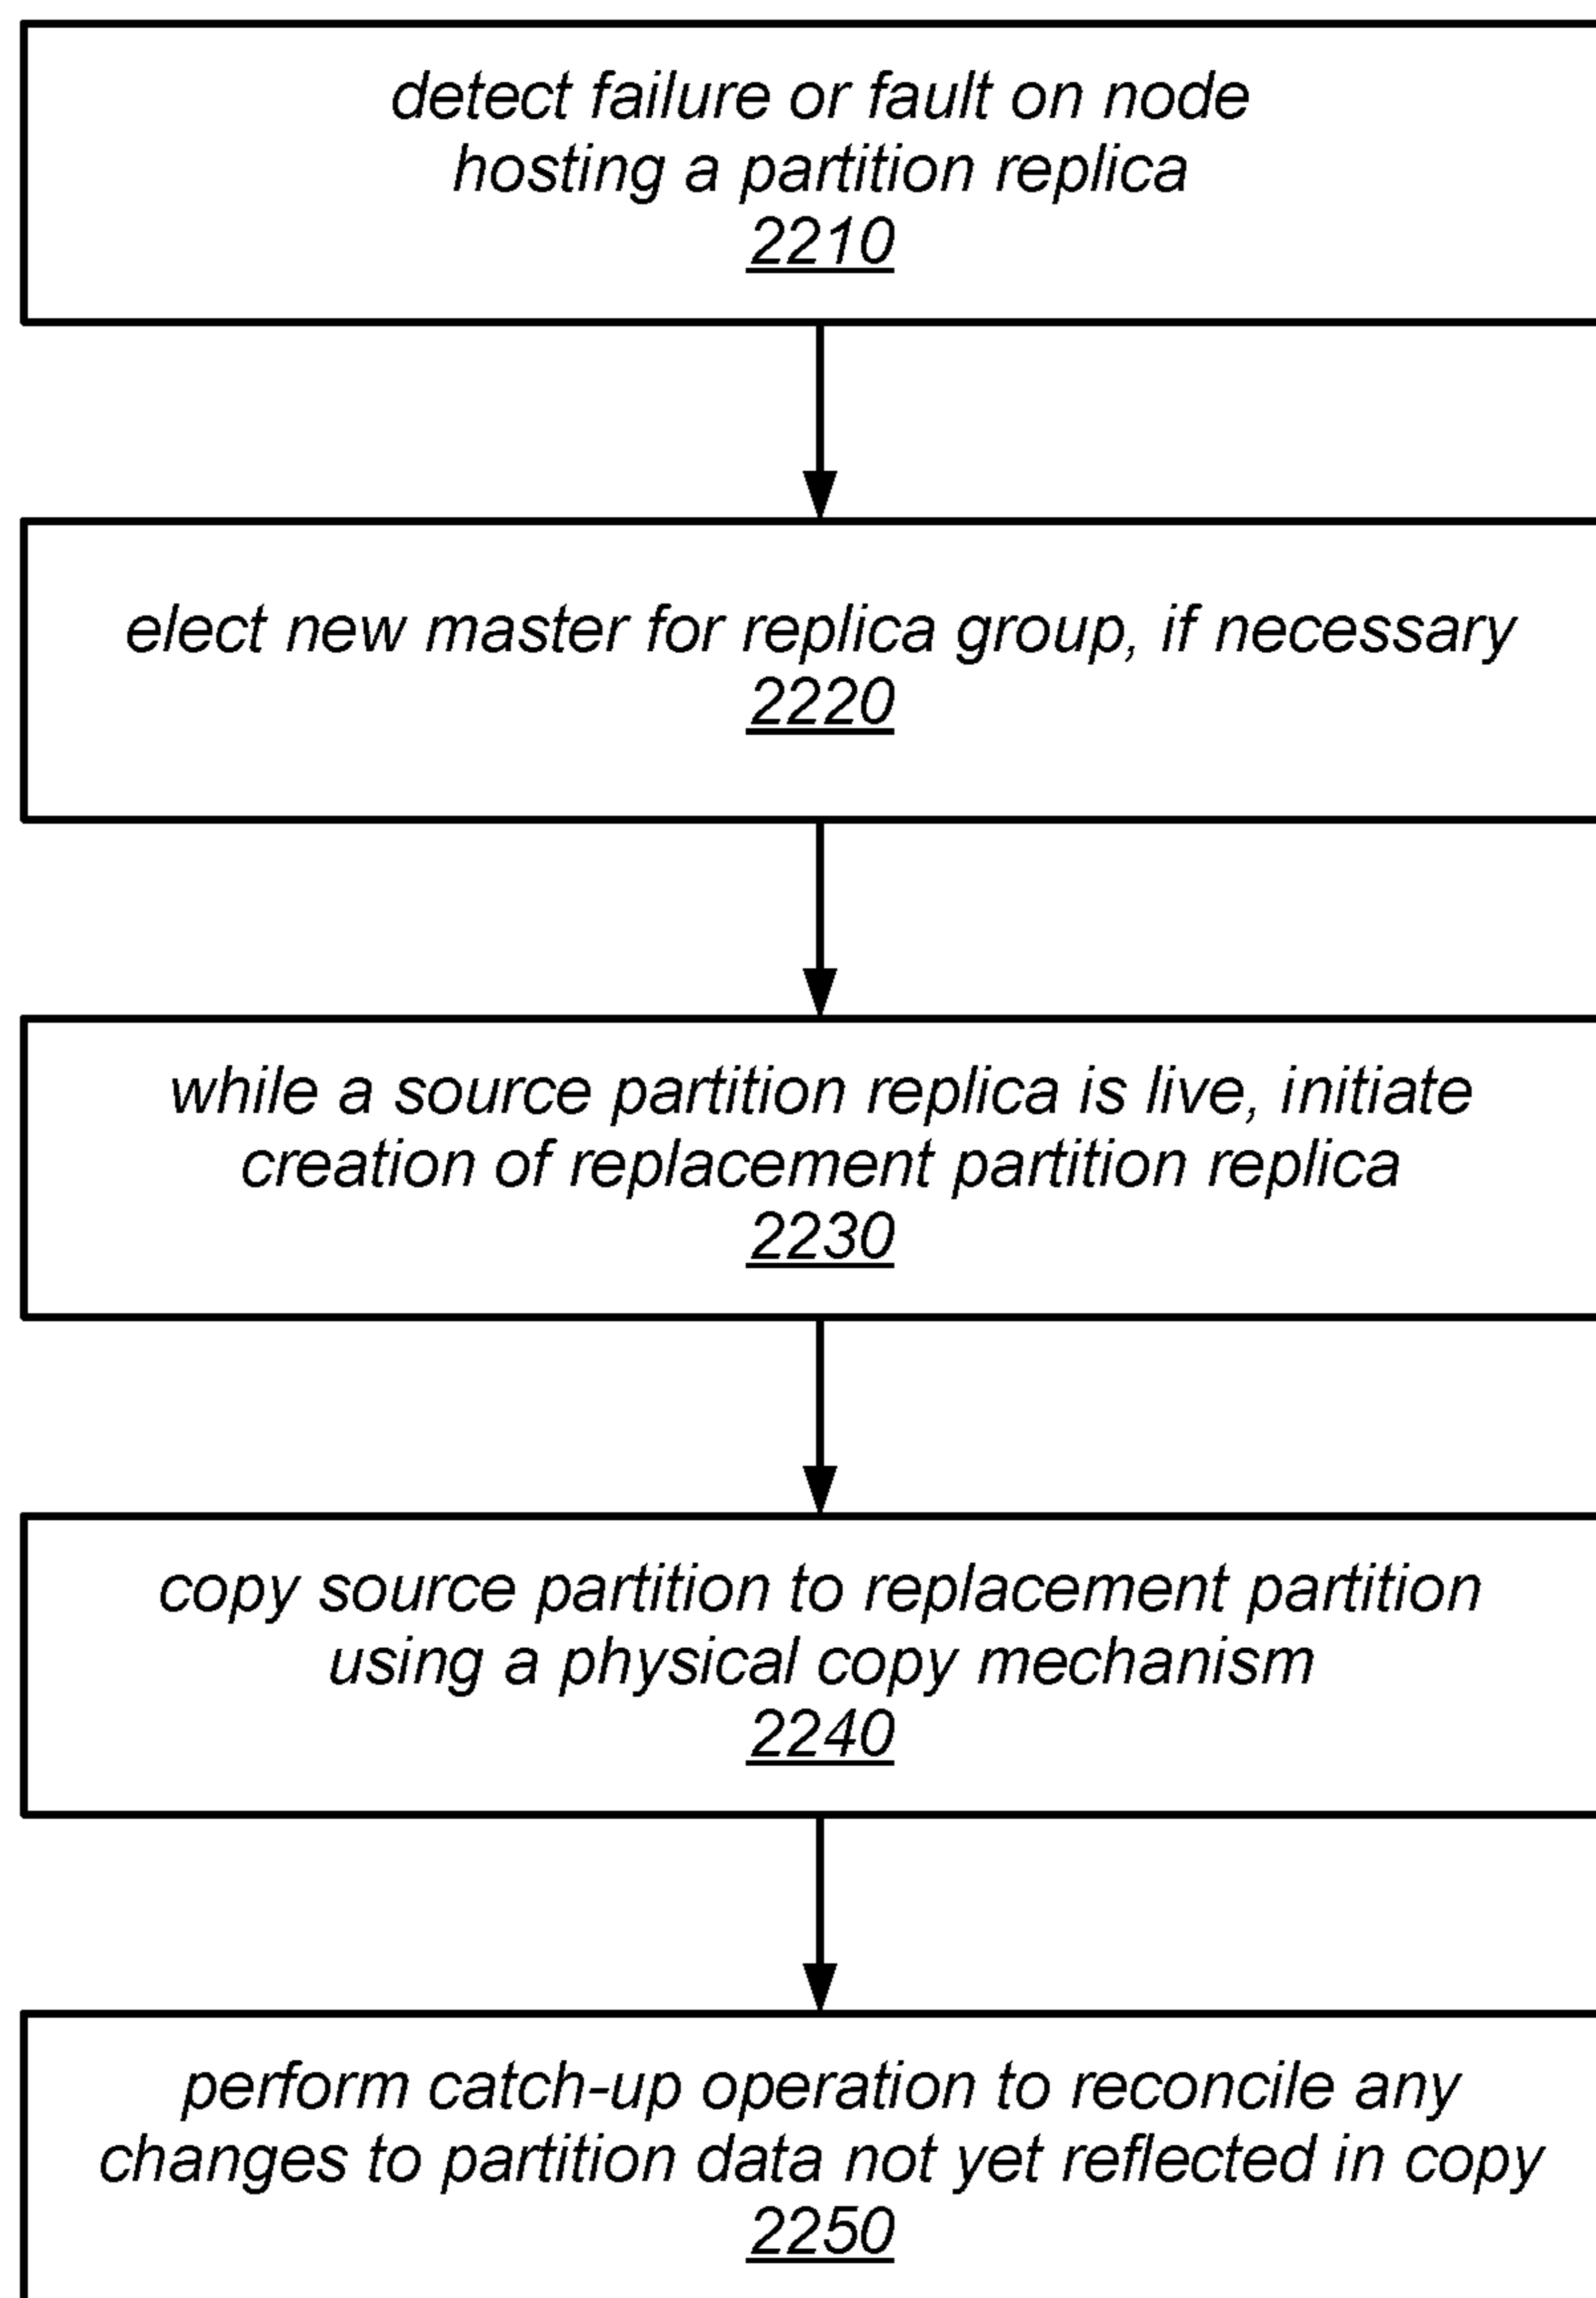 detect failure or fault on node
hosting a partition replica
2210
elect new master for replica group, if necessary
2220
while a source partition replica is live, initiate
creation of replacement partition replica
2230
copy source partition to replacement partition
using a physical copy mechanism
2240
perform catch-up operation to reconcile any
changes to partition data not yet reflected in copy
2250